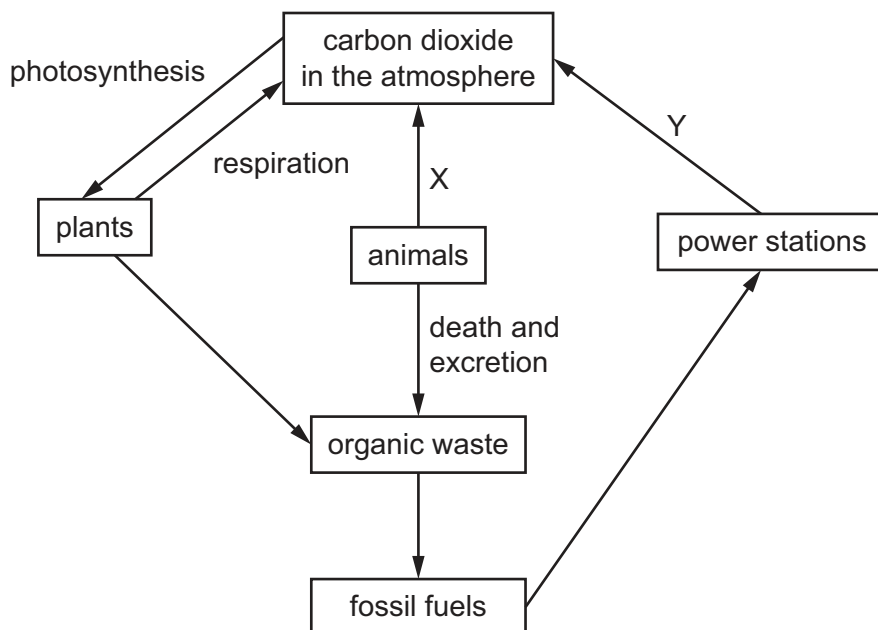 carbon dioxide
in the atmosphere
photosynthesis
respiration
X
Y
plants
animals
power stations
death and
excretion
organic waste
fossil fuels